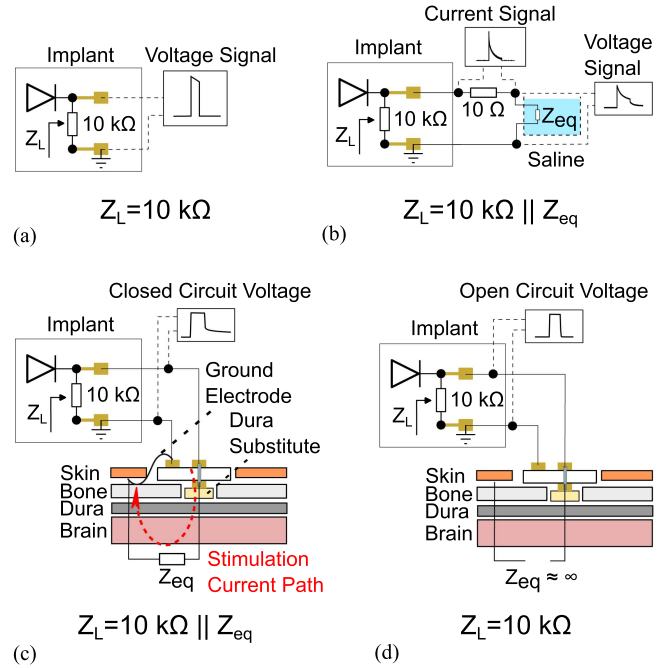 Implant
Voltage Signal
10 kΩ
Z_L
Z_L=10 kΩ
(a)
Current Signal
Implant
Voltage
Signal
10 Ω
10 kΩ
Z_L
Z_eq
Saline
Z_L=10 kΩ || Z_eq
(b)
Closed Circuit Voltage
Implant
Ground
Electrode
10 kΩ
Z_L
Dura
Substitute
Skin
Bone
Dura
Brain
Z_eq
Stimulation
Current Path
Z_L=10 kΩ || Z_eq
(c)
Open Circuit Voltage
Implant
10 kΩ
Z_L
Skin
Bone
Dura
Brain
Z_eq ≈ ∞
Z_L=10 kΩ
(d)